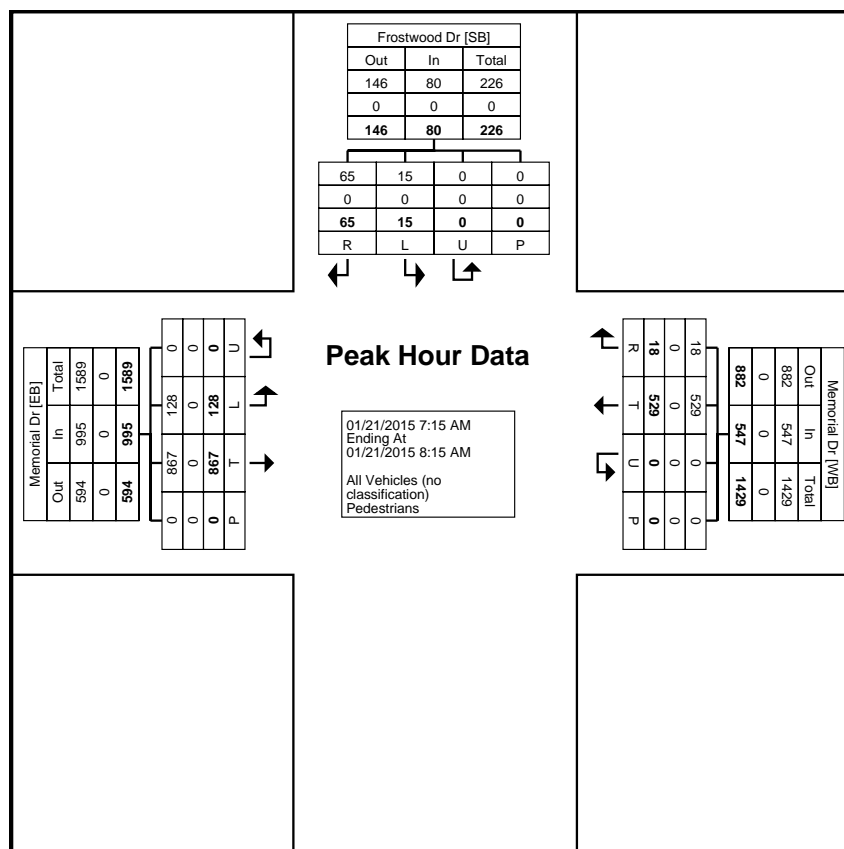 Frostwood Dr [SB]
Out In Total
146 80 226
0 0 0
146 80 226
65 15 0 0
0 0 0 0
65 15 0 0
R L U P
Peak Hour Data
01/21/2015 7:15 AM
Ending At
01/21/2015 8:15 AM
All Vehicles (no
classification)
Pedestrians
Memorial Dr [EB]
Out In Total
594 995 1589
0 0 0
594 995 1589
0 867 128 0
0 0 0 0
0 867 128 0
P T L U
Memorial Dr [WB]
Out In Total
882 547 1429
0 0 0
882 547 1429
18 529 0 0
0 0 0 0
18 529 0 0
R T U P